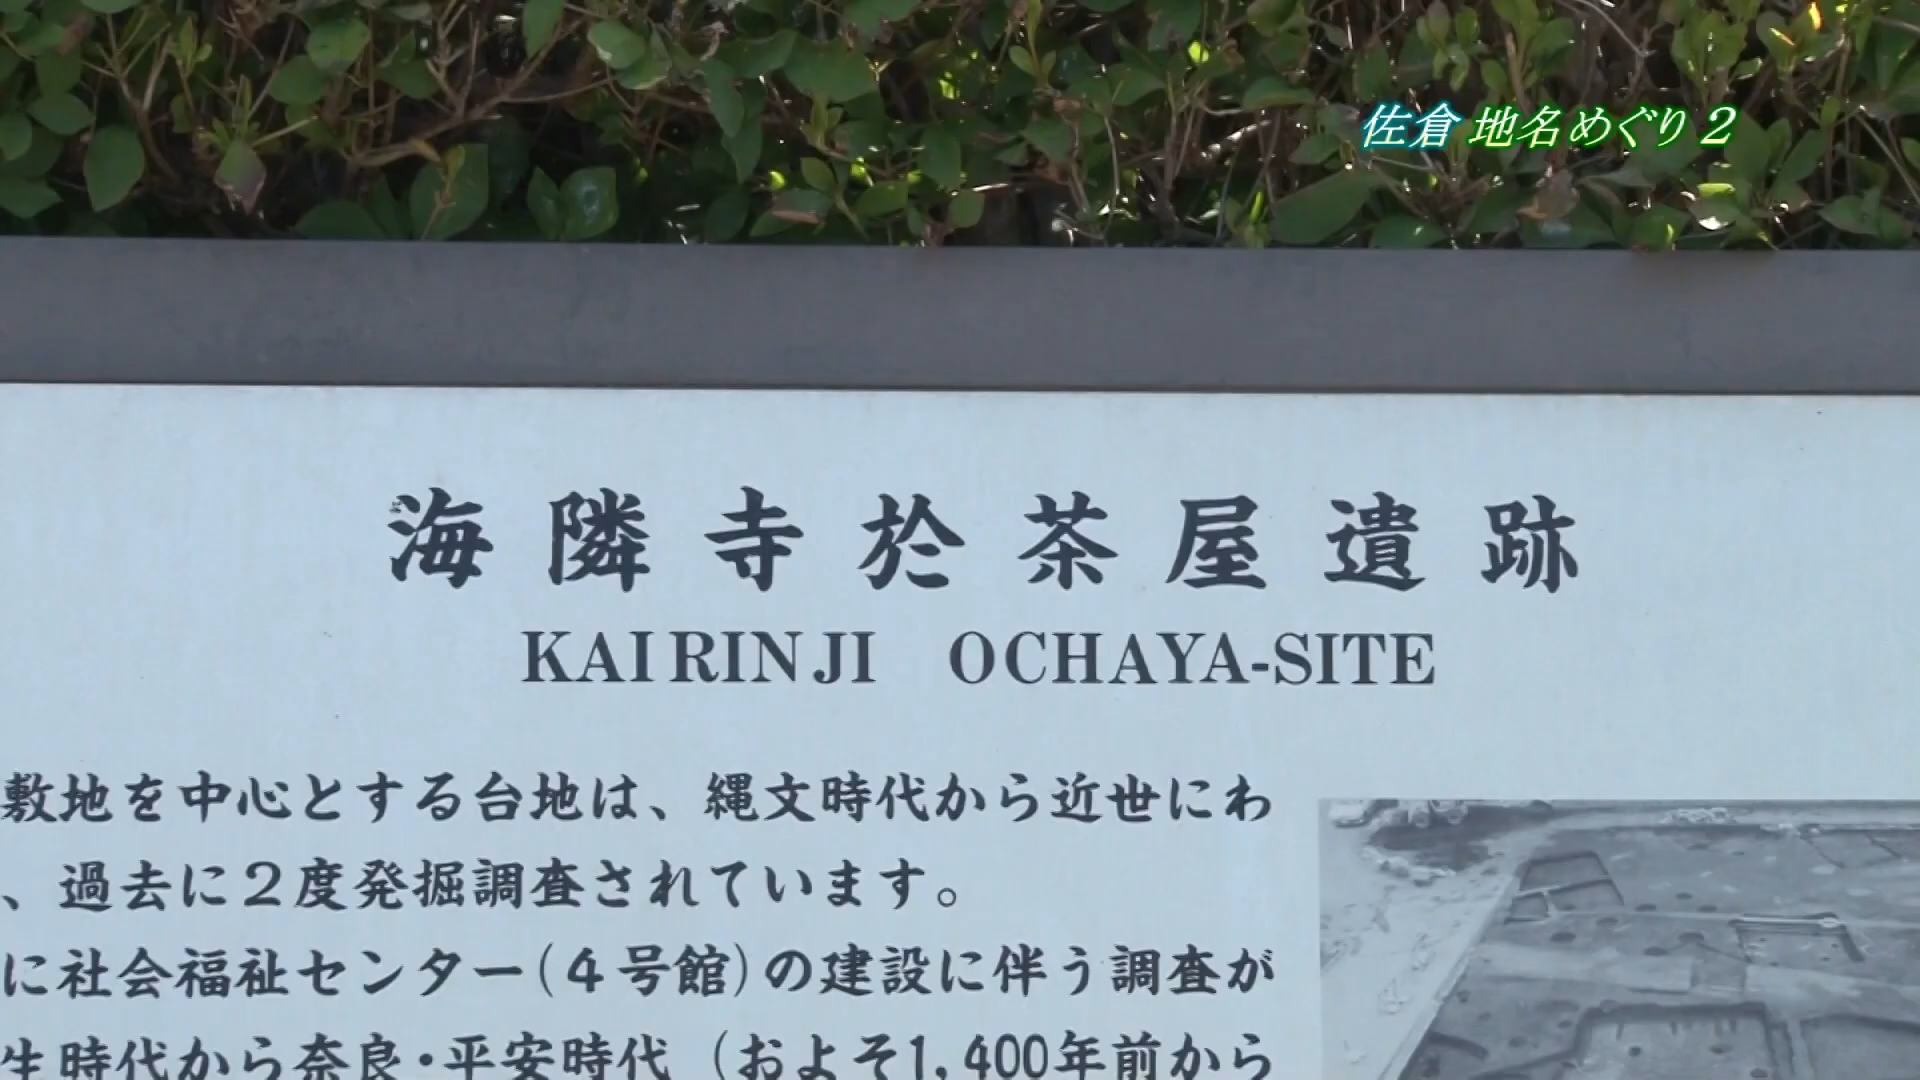 佐倉 地名めぐり2
海隣寺於茶屋遺跡
KAIRINJI OCHAYA-SITE
敷地を中心とする台地は、縄文時代から近世にわ
、過去に２度発掘調査されています。
に社会福祉センター(４号館)の建設に伴う調査が
生時代から奈良・平安時代（およそ1,400年前から